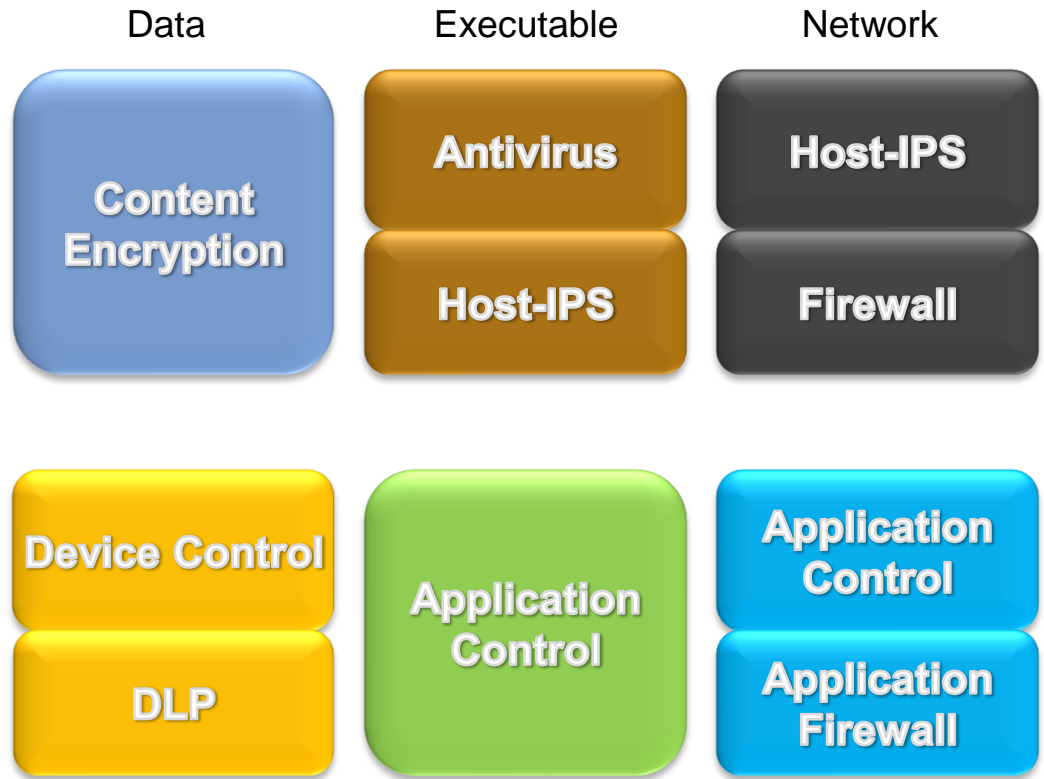 Data
Executable
Network
Content
Encryption
Antivirus
Host-IPS
Host-IPS
Firewall
Device Control
DLP
Application
Control
Application
Control
Application
Firewall